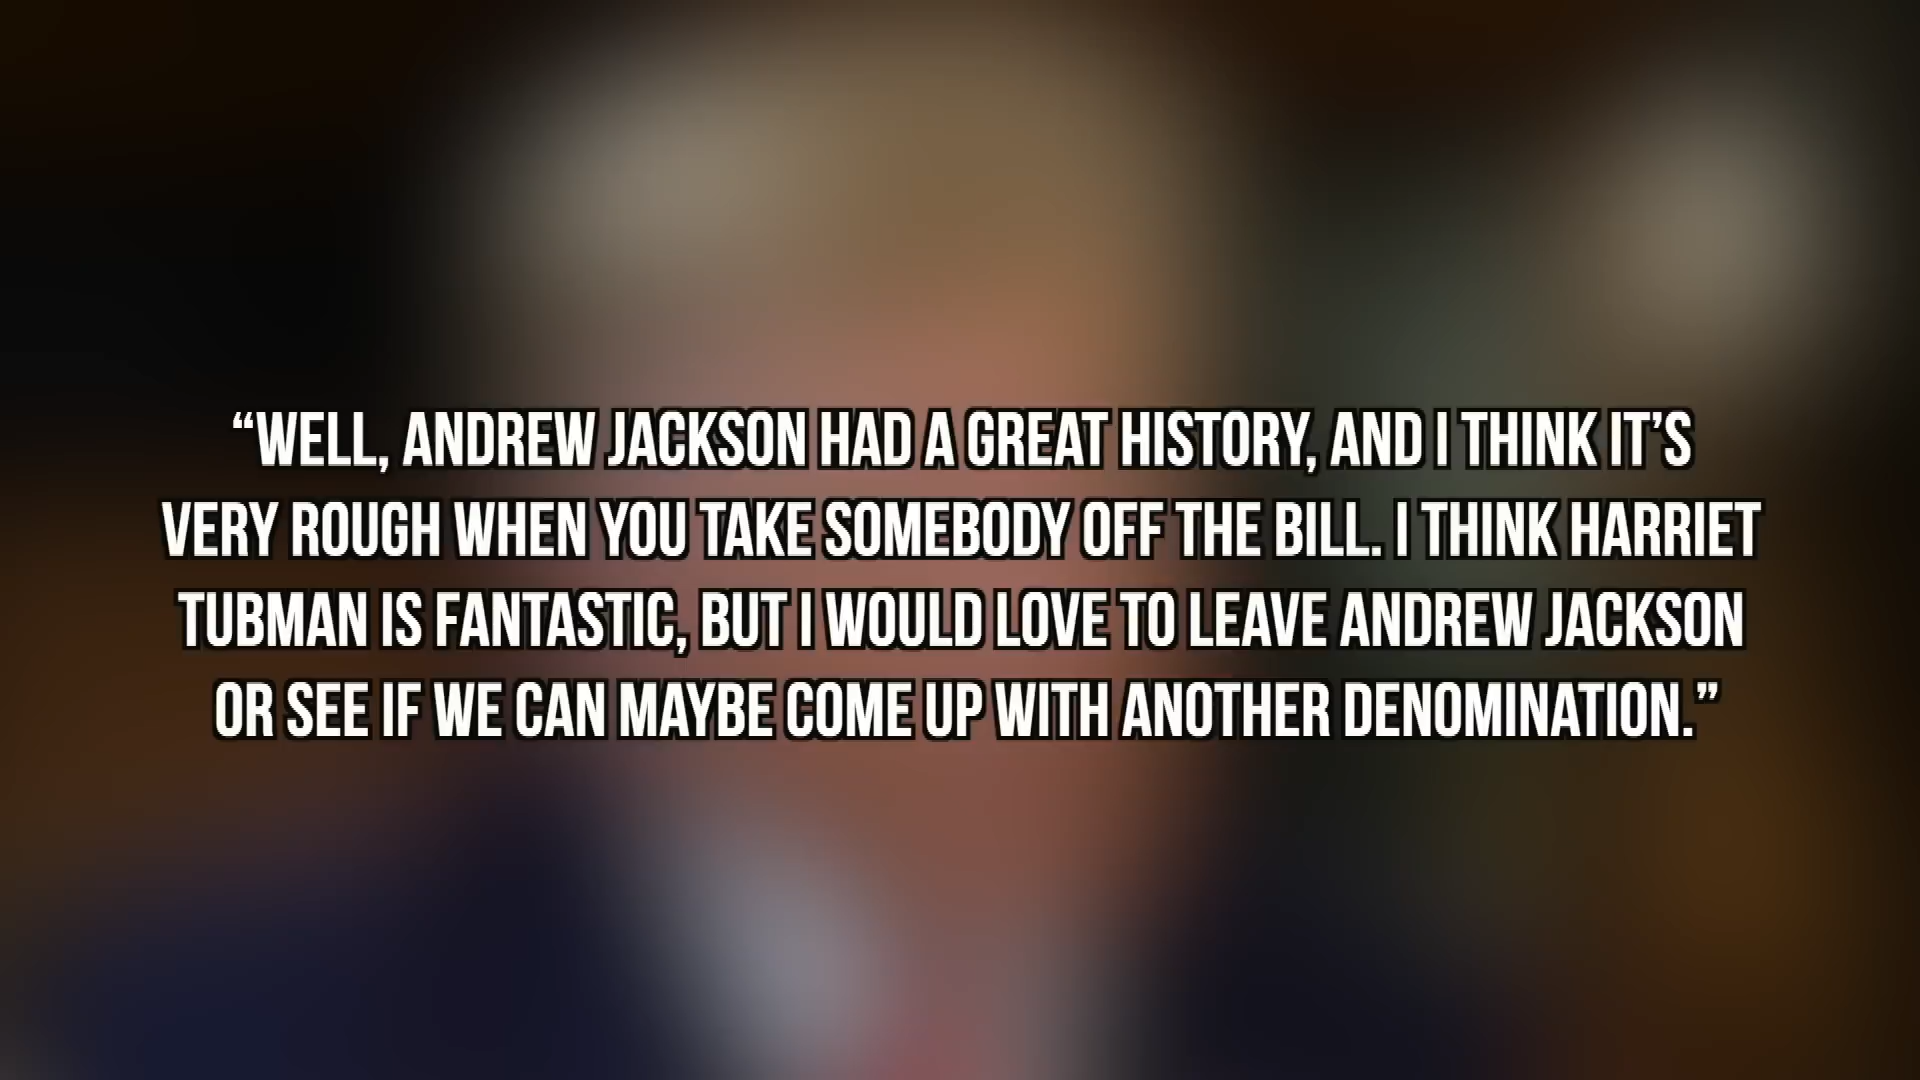 “WELL, ANDREW JACKSON HAD A GREAT HISTORY, AND I THINK IT’S
VERY ROUGH WHEN YOU TAKE SOMEBODY OFF THE BILL. I THINK HARRIET
TUBMAN IS FANTASTIC, BUT I WOULD LOVE TO LEAVE ANDREW JACKSON
OR SEE IF WE CAN MAYBE COME UP WITH ANOTHER DENOMINATION.”